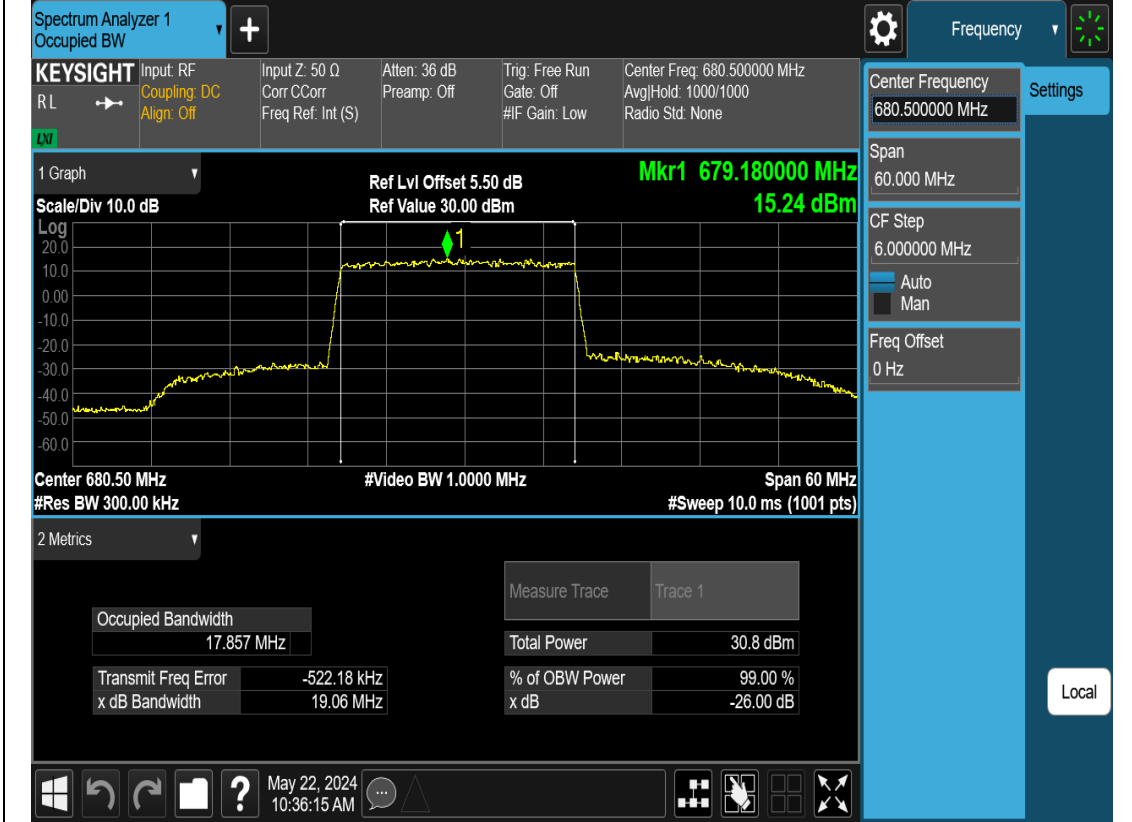 Spectrum Analyzer 1
Occupied BW
+
Frequency
KEYSIGHT
R L
LXI
Input: RF
Coupling: DC
Align: Off
Input Z: 50 Ω
Corr CCorr
Freq Ref: Int (S)
Atten: 36 dB
Preamp: Off
Trig: Free Run
Gate: Off
#IF Gain: Low
Center Freq: 680.500000 MHz
Avg|Hold: 1000/1000
Radio Std: None
Center Frequency
680.500000 MHz
Settings
Span
60.000 MHz
CF Step
6.000000 MHz
Auto
Man
Freq Offset
0 Hz
Local
1 Graph
Scale/Div 10.0 dB
Ref Lvl Offset 5.50 dB
Ref Value 30.00 dBm
Mkr1 679.180000 MHz
15.24 dBm
Log
20.0
10.0
0.00
-10.0
-20.0
-30.0
-40.0
-50.0
-60.0
1
Center 680.50 MHz
#Video BW 1.0000 MHz
Span 60 MHz
#Res BW 300.00 kHz
#Sweep 10.0 ms (1001 pts)
2 Metrics
Measure Trace
Trace 1
Occupied Bandwidth
17.857 MHz
Total Power
30.8 dBm
Transmit Freq Error
-522.18 kHz
% of OBW Power
99.00 %
x dB Bandwidth
19.06 MHz
x dB
-26.00 dB
?
May 22, 2024
10:36:15 AM